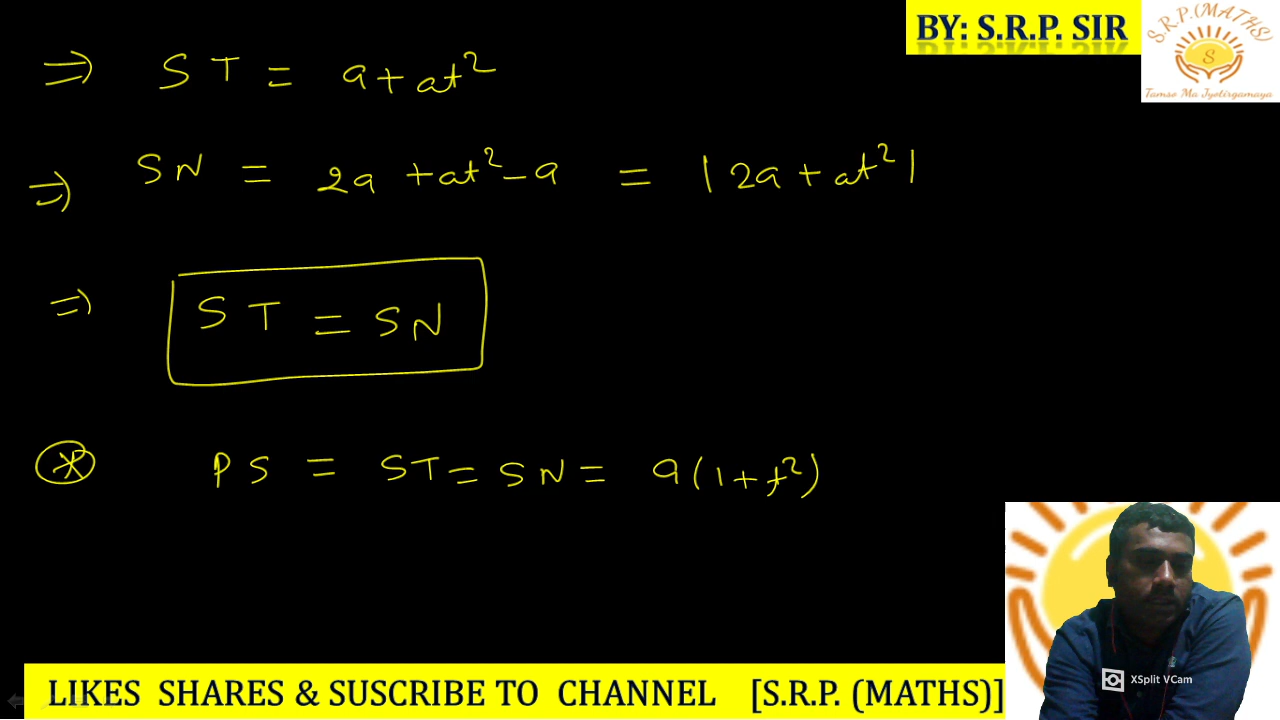 BY: S.R.P. SIR
S.R.P.(MATHS)
S
Tamso Ma Jyotirgamaya
⇒ ST = a + at²
⇒ SN = 2a + at² - a = |2a + at²|
⇒ ST = SN
* PS = ST = SN = a(1+t²)
XSplit VCam
LIKES SHARES & SUSCRIBE TO CHANNEL [S.R.P. (MATHS)]